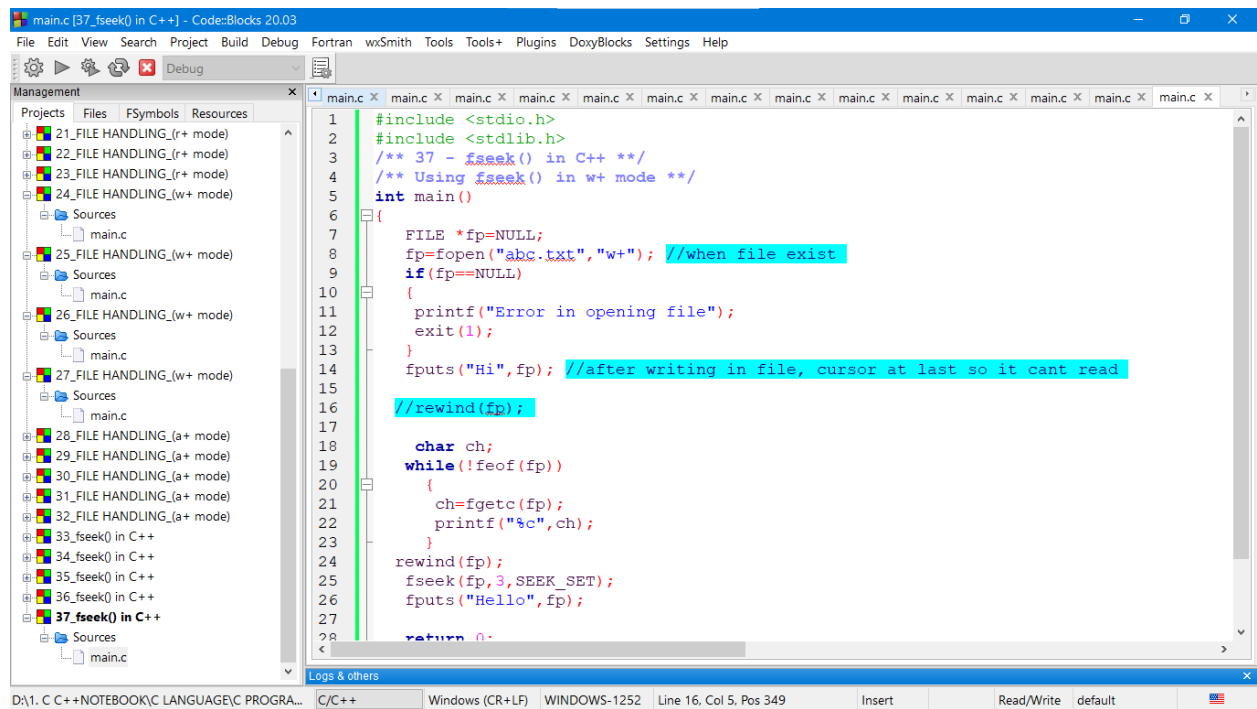 main.c [37_fseek() in C++] - Code::Blocks 20.03
File Edit View Search Project Build Debug Fortran wxSmith Tools Tools+ Plugins DoxyBlocks Settings Help
Debug
Management
Projects Files FSymbols Resources
21_FILE HANDLING_(r+ mode)
22_FILE HANDLING_(r+ mode)
23_FILE HANDLING_(r+ mode)
24_FILE HANDLING_(w+ mode)
Sources
main.c
25_FILE HANDLING_(w+ mode)
Sources
main.c
26_FILE HANDLING_(w+ mode)
Sources
main.c
27_FILE HANDLING_(w+ mode)
Sources
main.c
28_FILE HANDLING_(a+ mode)
29_FILE HANDLING_(a+ mode)
30_FILE HANDLING_(a+ mode)
31_FILE HANDLING_(a+ mode)
32_FILE HANDLING_(a+ mode)
33_fseek() in C++
34_fseek() in C++
35_fseek() in C++
36_fseek() in C++
37_fseek() in C++
Sources
main.c
main.c main.c main.c main.c main.c main.c main.c main.c main.c main.c main.c main.c main.c main.c
1 #include <stdio.h>
2 #include <stdlib.h>
3 /** 37 - fseek() in C++ **/
4 /** Using fseek() in w+ mode **/
5 int main()
6 {
7 FILE *fp=NULL;
8 fp=fopen("abc.txt","w+"); //when file exist
9 if(fp==NULL)
10 {
11 printf("Error in opening file");
12 exit(1);
13 }
14 fputs("Hi",fp); //after writing in file, cursor at last so it cant read
15
16 //rewind(fp);
17
18 char ch;
19 while(!feof(fp))
20 {
21 ch=fgetc(fp);
22 printf("%c",ch);
23 }
24 rewind(fp);
25 fseek(fp,3,SEEK_SET);
26 fputs("Hello",fp);
27
28 return 0;
Logs & others
D:\1. C C++NOTEBOOK\C LANGUAGE\C PROGRA... C/C++ Windows (CR+LF) WINDOWS-1252 Line 16, Col 5, Pos 349 Insert Read/Write default